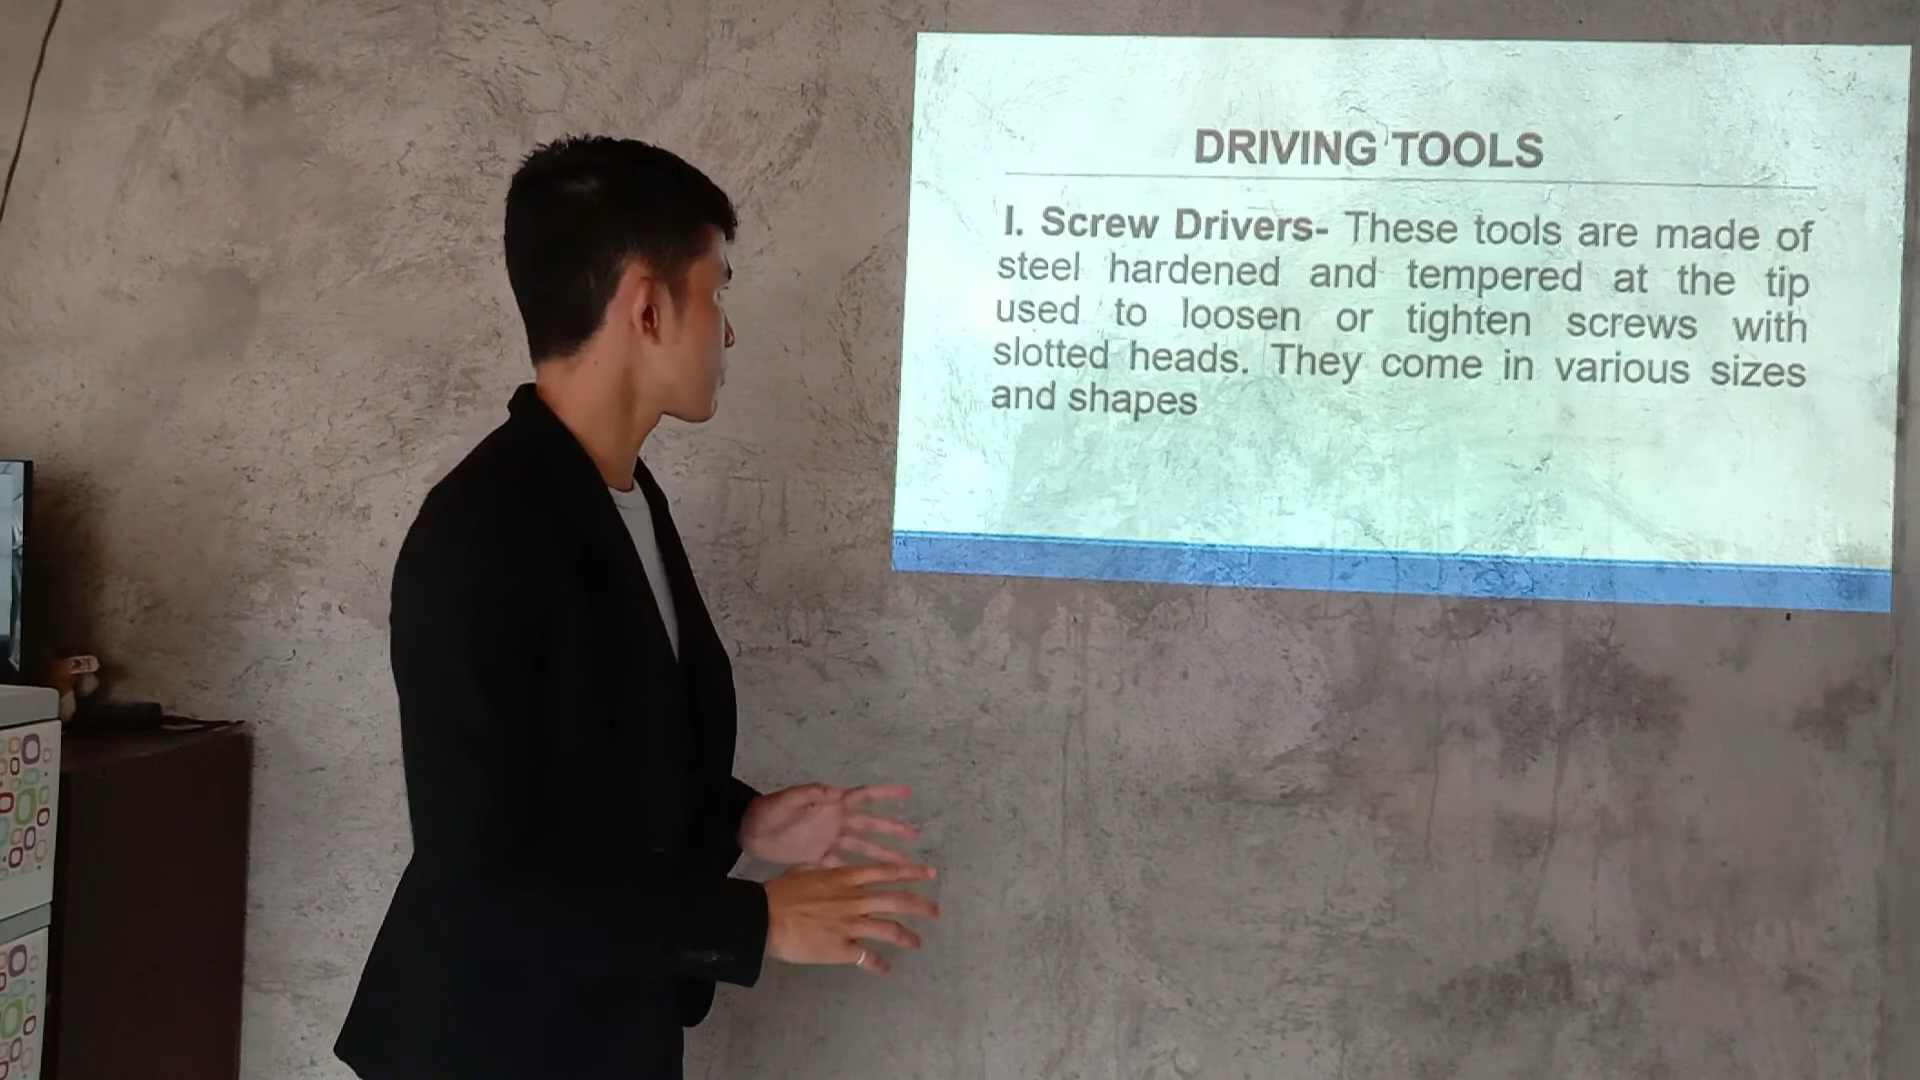 DRIVING TOOLS
I. Screw Drivers- These tools are made of
steel hardened and tempered at the tip
used to loosen or tighten screws with
slotted heads. They come in various sizes
and shapes